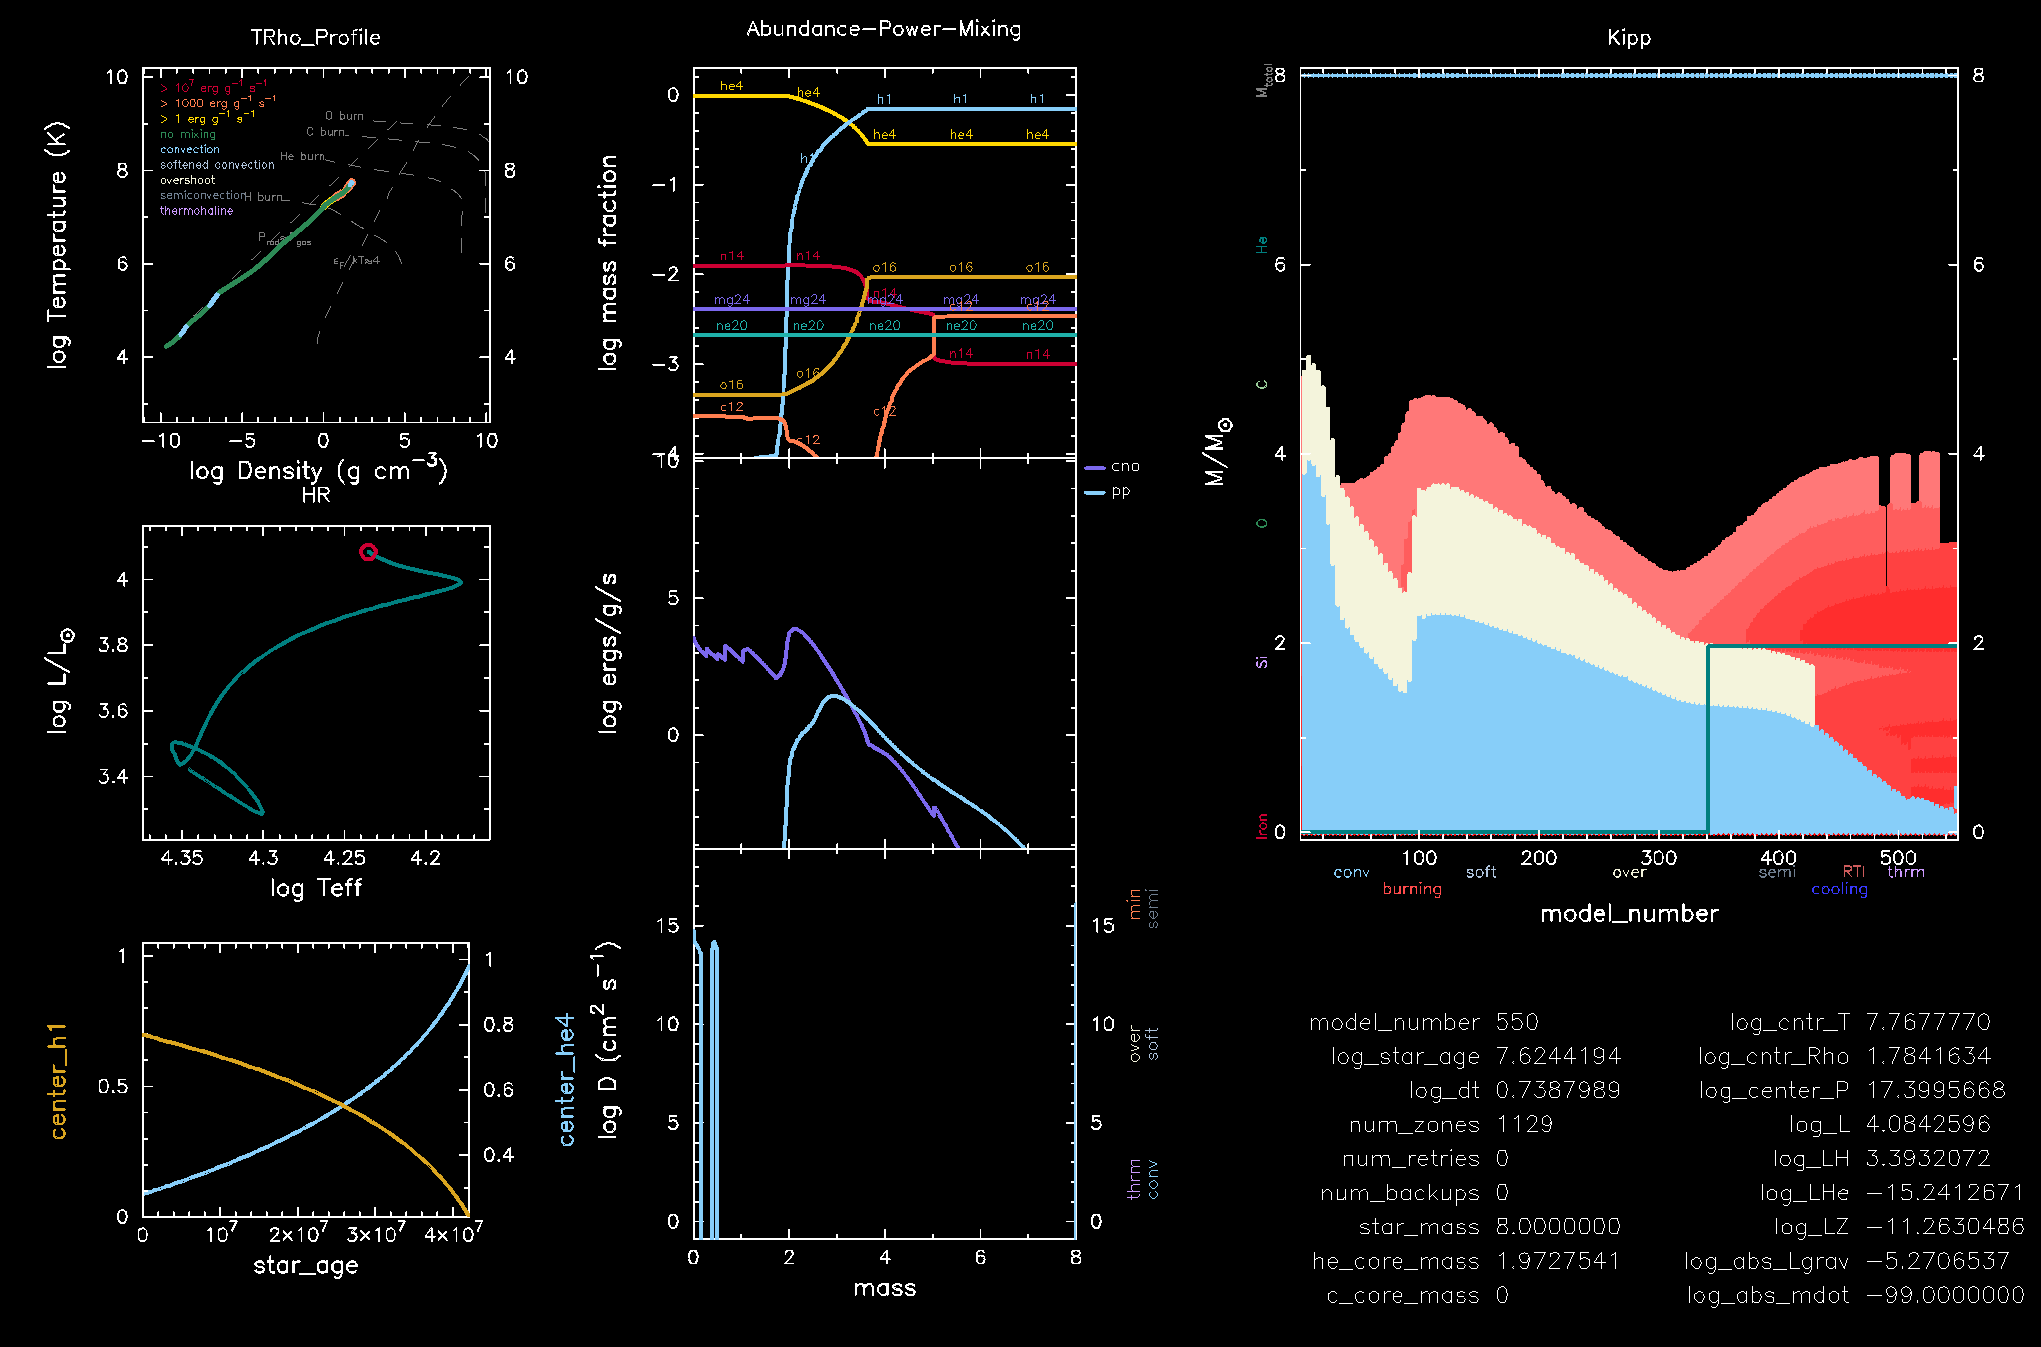 TRho_Profile
10
8
6
4
10
8
6
4
> 10⁷ erg g⁻¹ s⁻¹
> 1000 erg g⁻¹ s⁻¹
> 1 erg g⁻¹ s⁻¹
no mixing
convection
softened convection
overshoot
semiconvection
thermohaline
O burn
C burn
He burn
H burn
log Temperature (K)
−10
−5
0
5
10
log Density (g cm⁻³)
HR
4
3.8
3.6
3.4
log L/L☉
4.35
4.3
4.25
4.2
log Teff
1
0.5
0
center_h1
1
0.8
0.6
0.4
center_he4
0
10⁷
2×10⁷
3×10⁷
4×10⁷
star_age
Abundance−Power−Mixing
0
−1
−2
−3
−4
log mass fraction
he4
he4
h1
h1
h1
h1
he4
he4
he4
n14
n14
o16
o16
o16
n14
mg24
mg24
mg24
mg24
mg24
c12
c12
ne20
ne20
ne20
ne20
ne20
n14
n14
o16
o16
c12
c12
c12
10
5
0
log ergs/g/s
cno
pp
15
10
5
0
log D (cm² s⁻¹)
15
10
5
0
min
semi
over
soft
thrm
conv
0
2
4
6
8
mass
Kipp
8
6
4
2
0
8
6
4
2
0
M_total
He
C
O
Si
Iron
M/M☉
100
200
300
400
500
conv
soft
over
semi
RTI
thrm
burning
cooling
model_number
model_number 550
log_star_age 7.6244194
log_dt 0.7387989
num_zones 1129
num_retries 0
num_backups 0
star_mass 8.0000000
he_core_mass 1.9727541
c_core_mass 0
log_cntr_T 7.7677770
log_cntr_Rho 1.7841634
log_center_P 17.3995668
log_L 4.0842596
log_LH 3.3932072
log_LHe −15.2412671
log_LZ −11.2630486
log_abs_Lgrav −5.2706537
log_abs_mdot −99.0000000